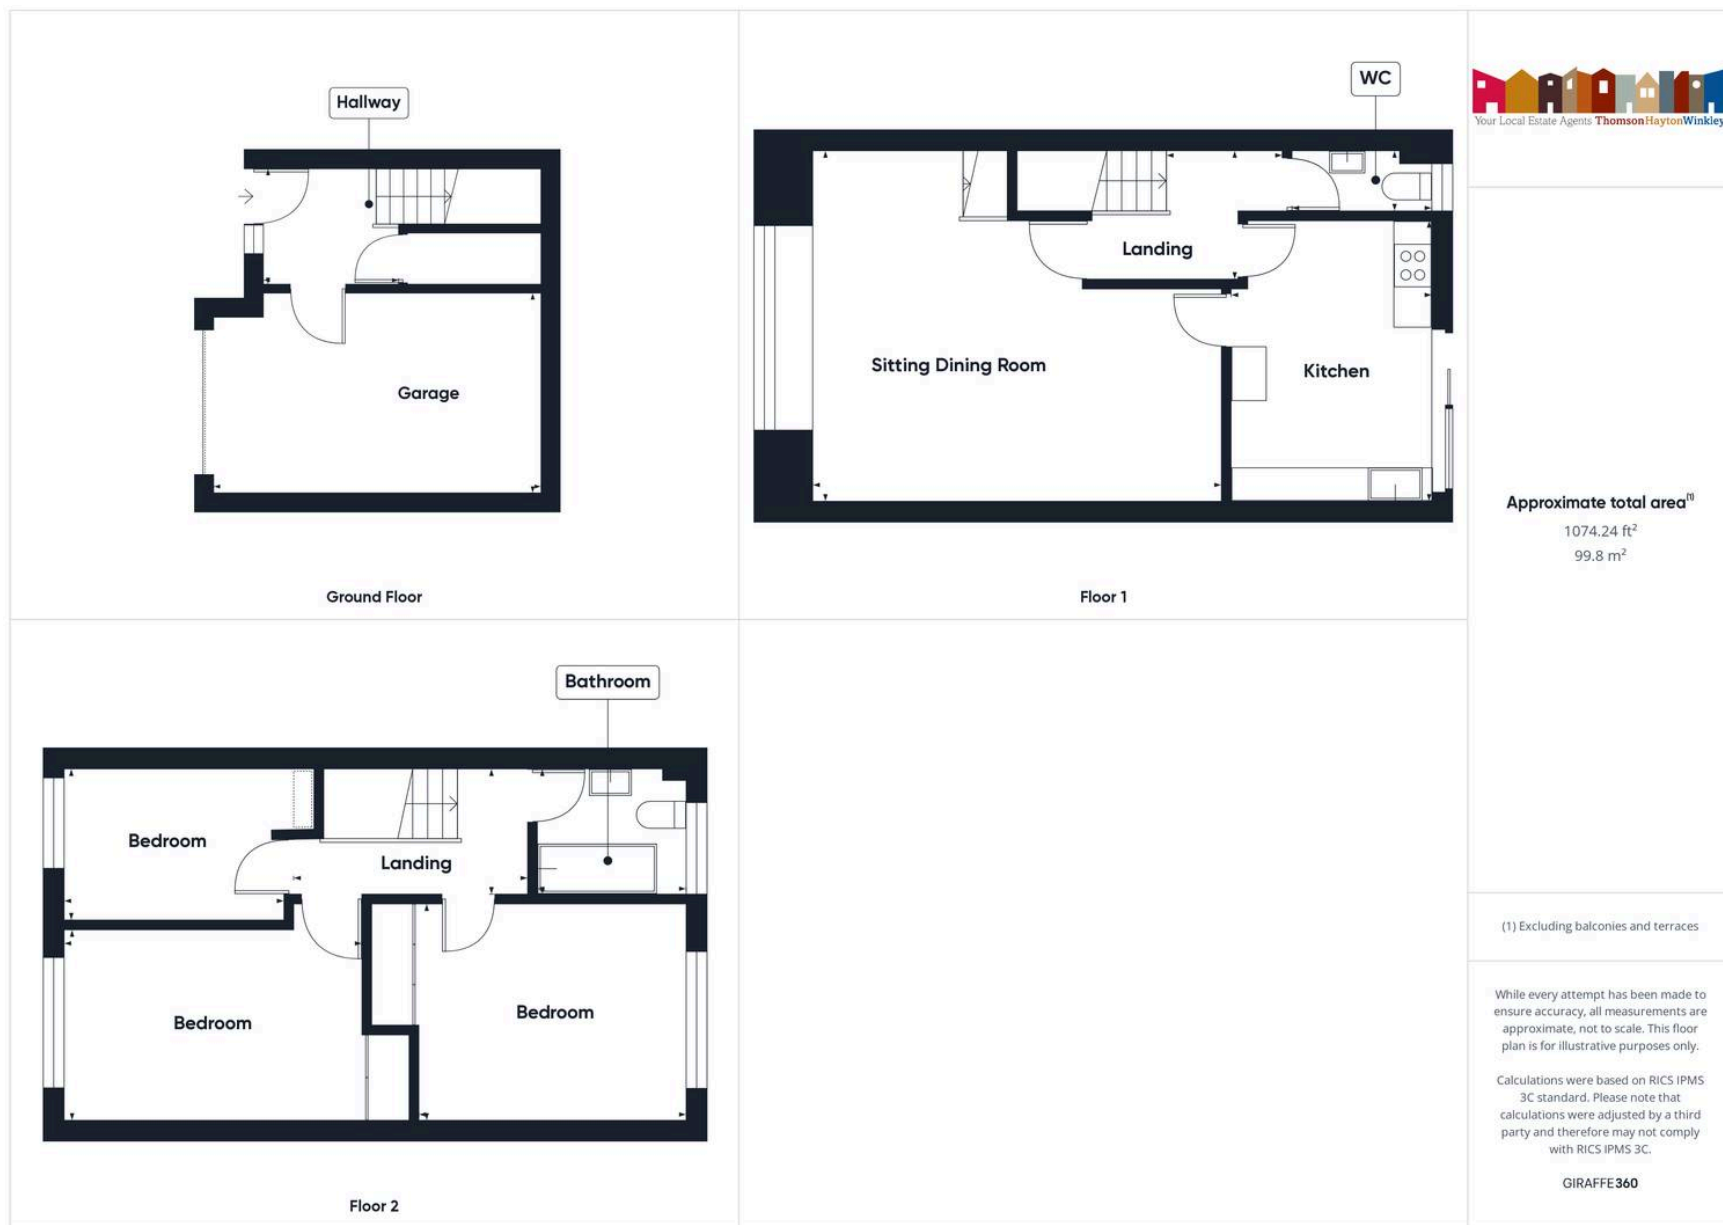 Hallway
Garage
Ground Floor
WC
Landing
Sitting Dining Room
Kitchen
Floor 1
Your Local Estate Agents ThomsonHaytonWinkley
Approximate total area(1)
1074.24 ft²
99.8 m²
Bathroom
Bedroom
Landing
Bedroom
Bedroom
Floor 2
(1) Excluding balconies and terraces
While every attempt has been made to
ensure accuracy, all measurements are
approximate, not to scale. This floor
plan is for illustrative purposes only.
Calculations were based on RICS IPMS
3C standard. Please note that
calculations were adjusted by a third
party and therefore may not comply
with RICS IPMS 3C.
GIRAFFE360